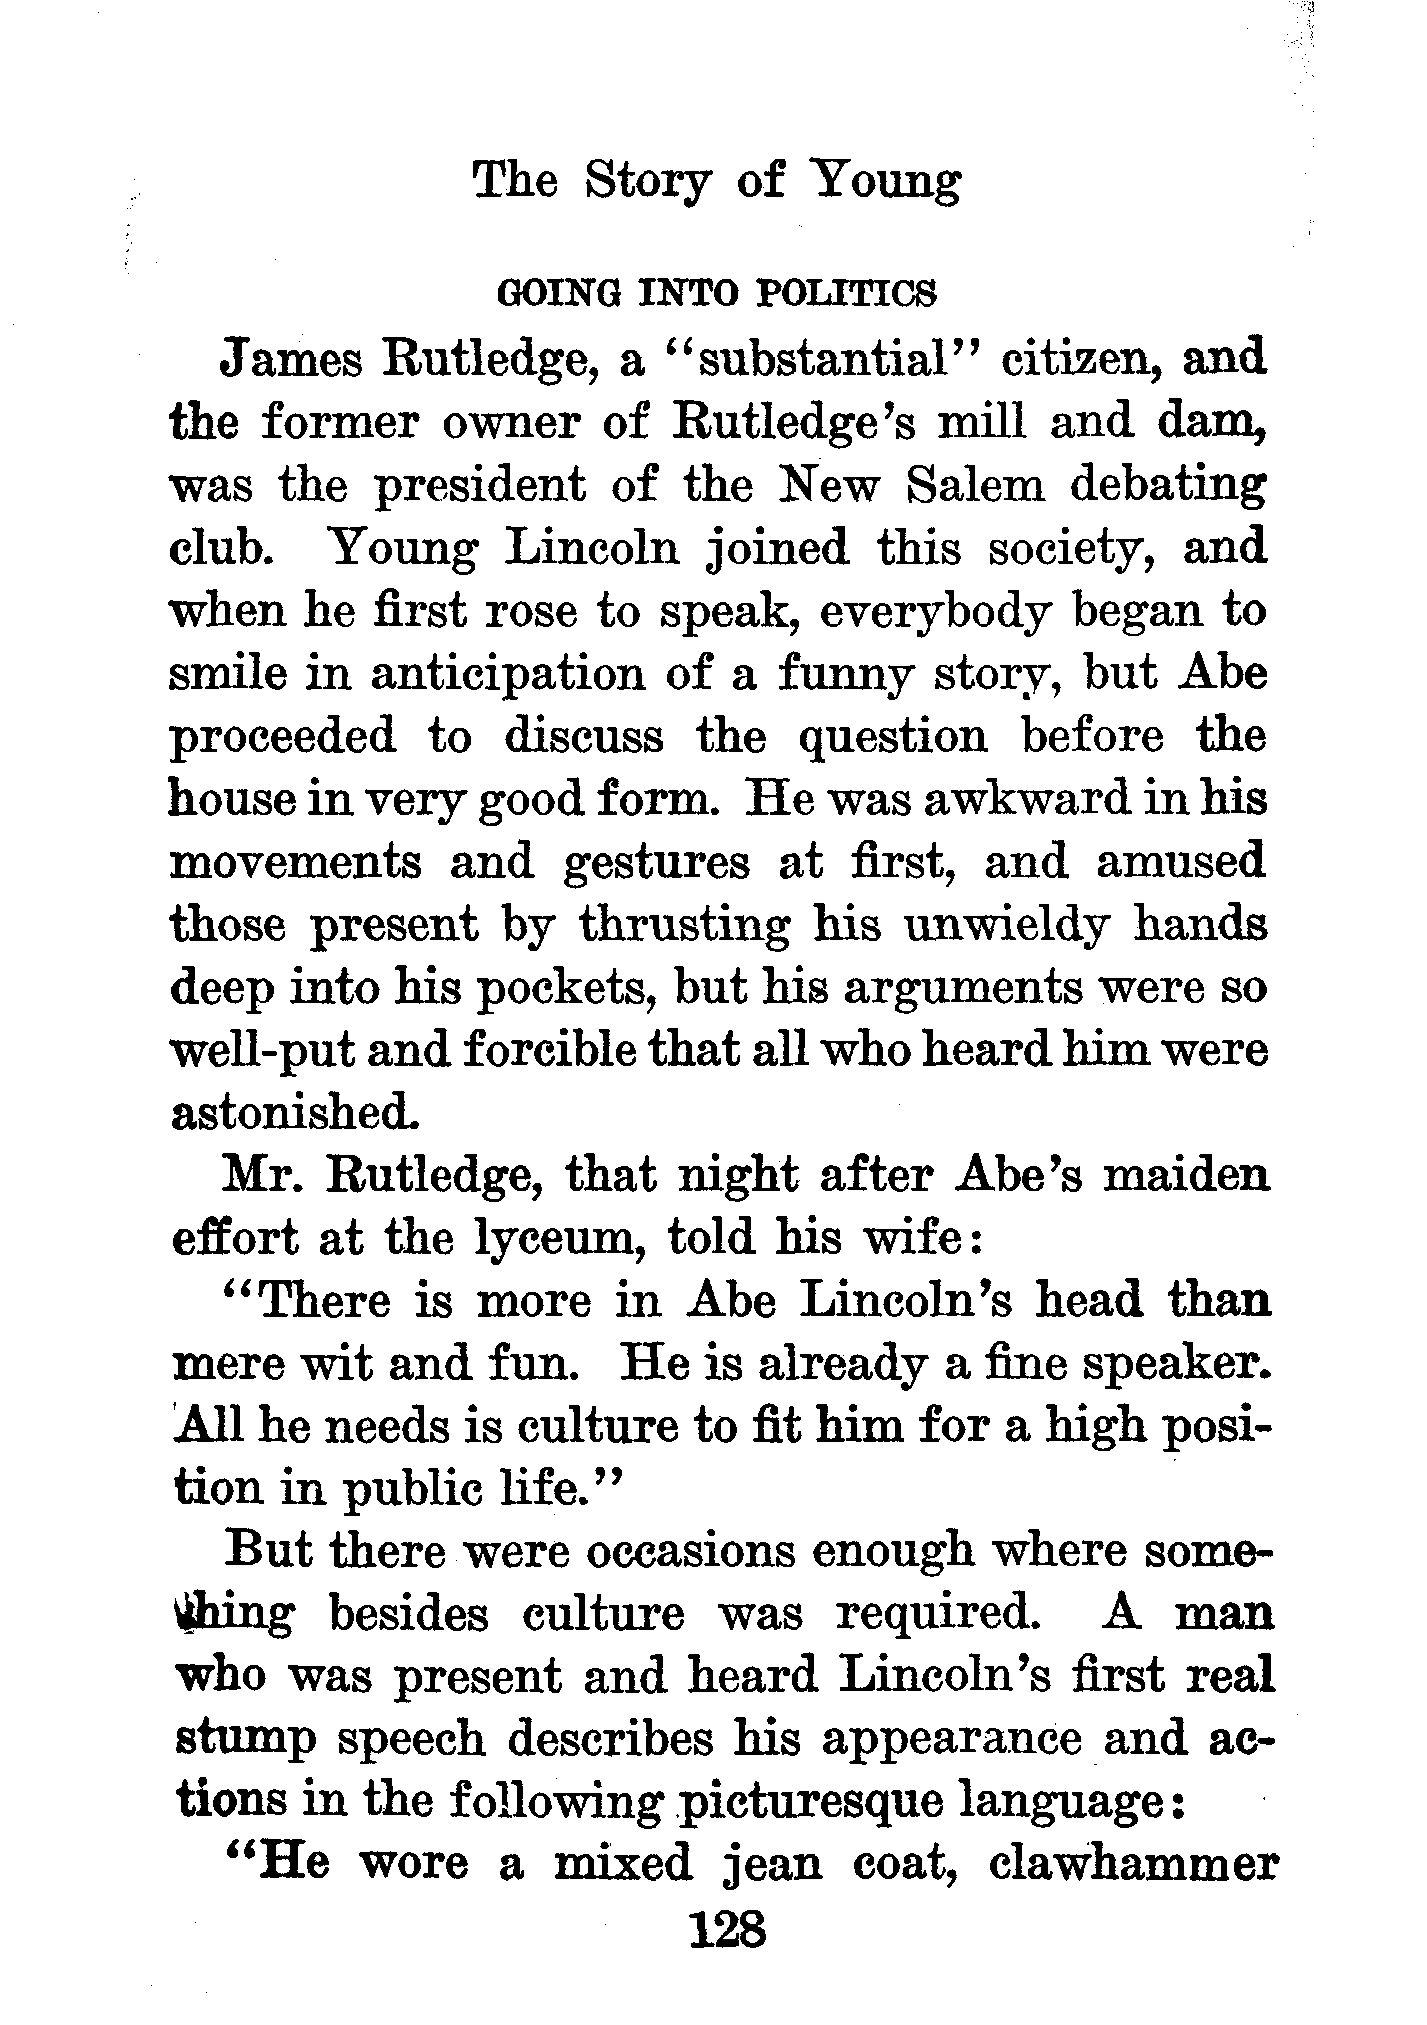 The Story of Young
GOING INTO POLITICS
James Rutledge, a “substantial” citizen, and
the former owner of Rutledge’s mill and dam,
was the president of the New Salem debating
club. Young Lincoln joined this society, and
when he first rose to speak, everybody began to
smile in anticipation of a funny story, but Abe
proceeded to discuss the question before the
house in very good form. He was awkward in his
movements and gestures at first, and amused
those present by thrusting his unwieldy hands
deep into his pockets, but his arguments were so
well-put and forcible that all who heard him were
astonished.
Mr. Rutledge, that night after Abe’s maiden
effort at the lyceum, told his wife:
“There is more in Abe Lincoln’s head than
mere wit and fun. He is already a fine speaker.
All he needs is culture to fit him for a high posi-
tion in public life.”
But there were occasions enough where some-
thing besides culture was required. A man
who was present and heard Lincoln’s first real
stump speech describes his appearance and ac-
tions in the following picturesque language:
“He wore a mixed jean coat, clawhammer
128